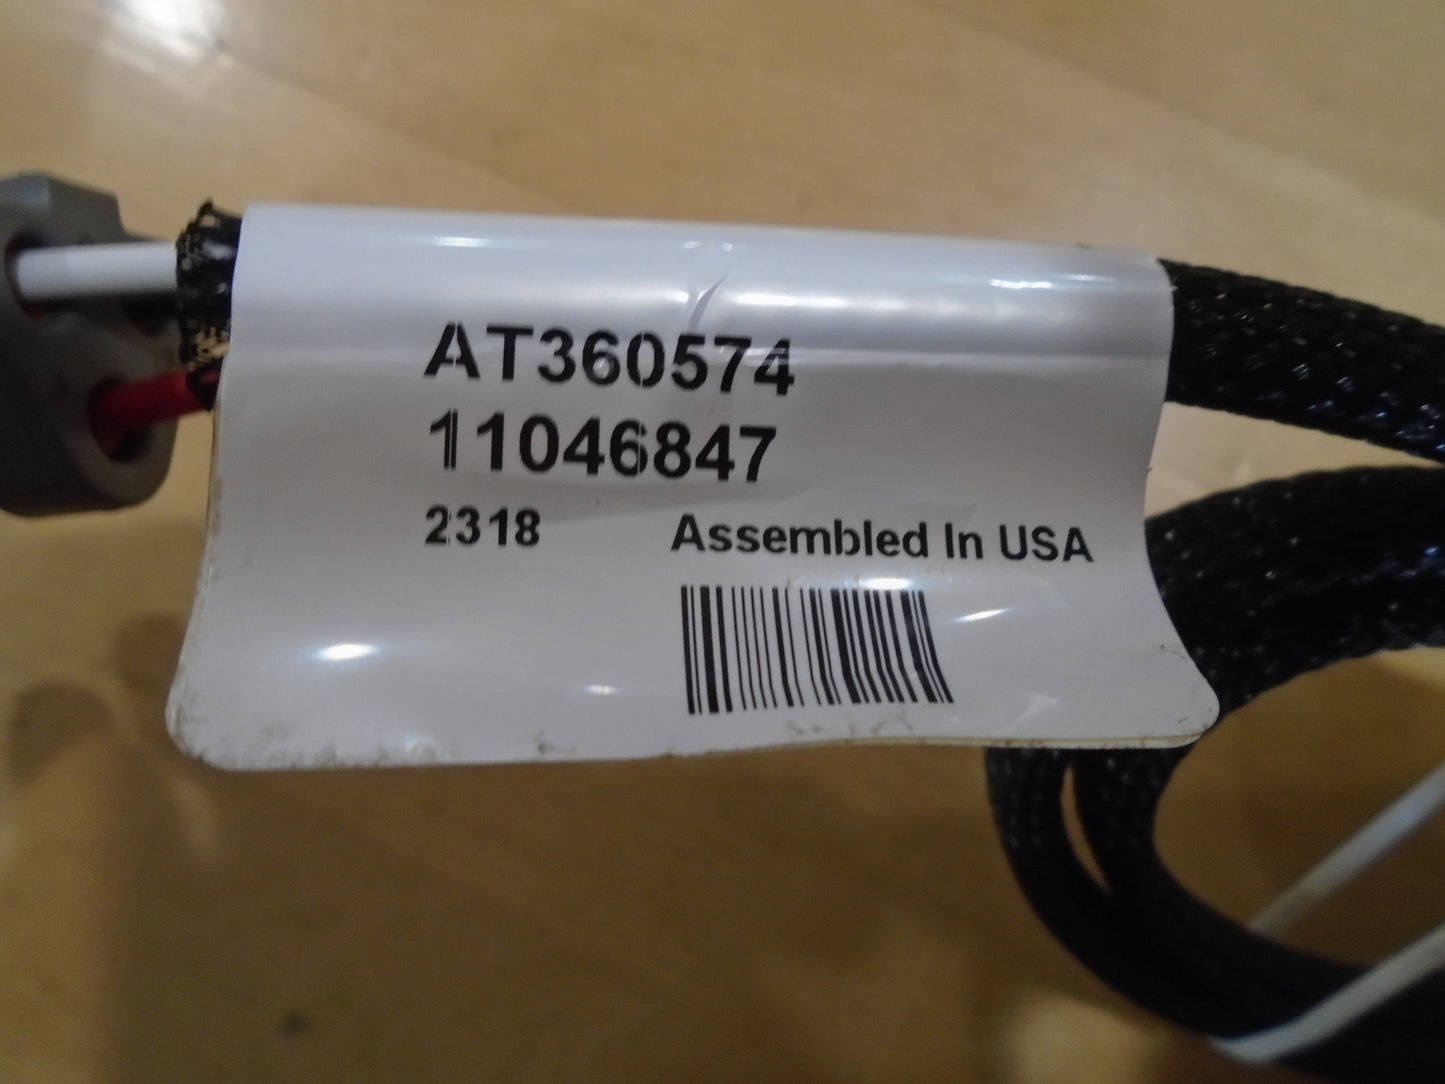 AT360574
11046847
2318 Assembled In USA